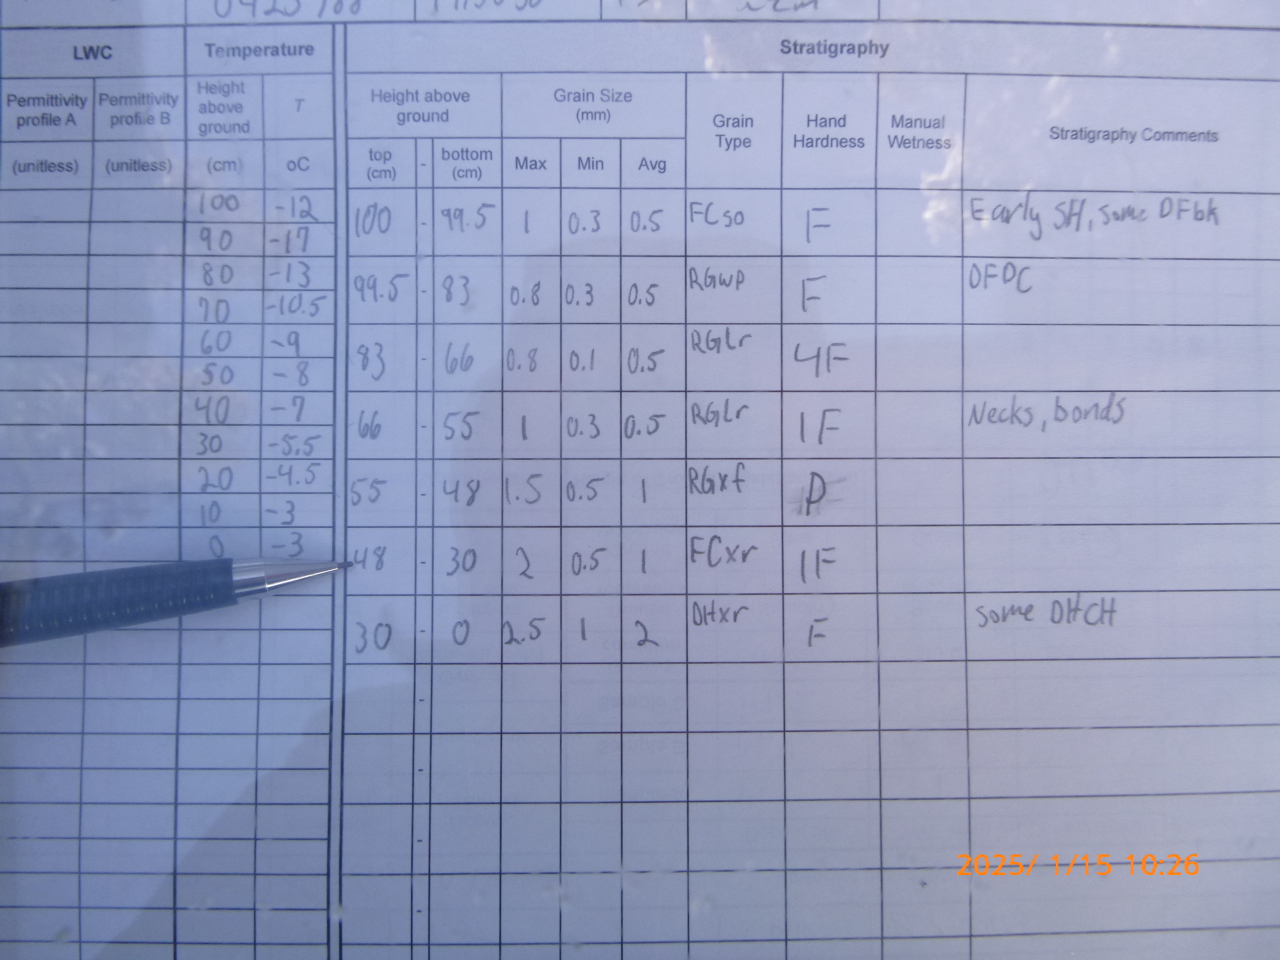 LWC Temperature Stratigraphy
Permittivity profile A (unitless) Permittivity profile B (unitless) Height above ground (cm) T oC Height above ground top (cm) - bottom (cm) Grain Size (mm) Max Min Avg Grain Type Hand Hardness Manual Wetness Stratigraphy Comments
100 -12
90 -17
80 -13
70 -10.5
60 -9
50 -8
40 -7
30 -5.5
20 -4.5
10 -3
0 -3
100 - 99.5 1 0.3 0.5 FCso F Early SH, some DFbk
99.5 - 83 0.8 0.3 0.5 RGwp F DFDC
83 - 66 0.8 0.1 0.5 RGlr 4F
66 - 55 1 0.3 0.5 RGlr 1F Necks, bonds
55 - 48 1.5 0.5 1 RGxf P
48 - 30 2 0.5 1 FCxr 1F
30 - 0 2.5 1 2 DHxr F some DHCH
-
-
-
-
2025/ 1/15 10:26